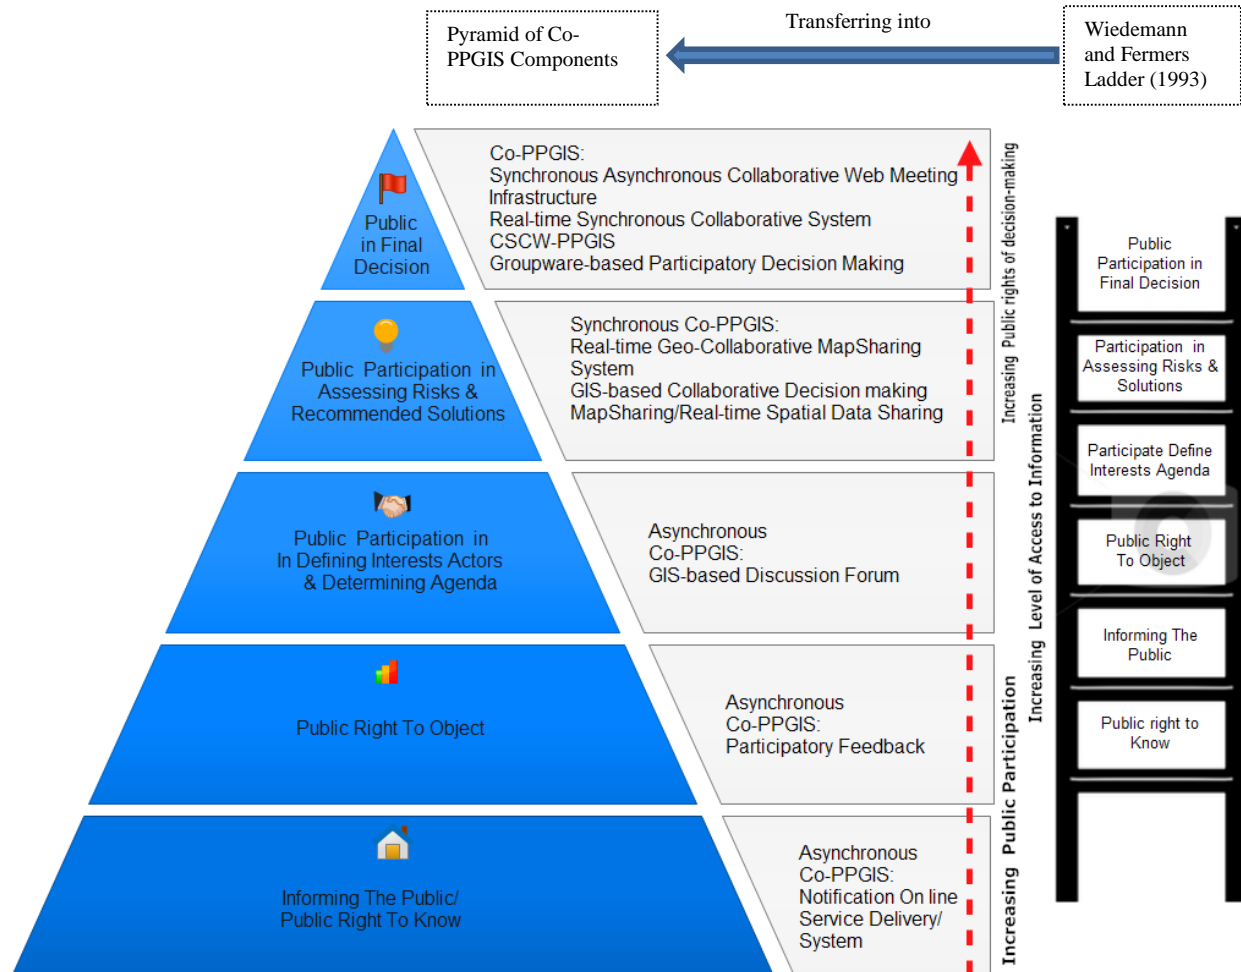 Pyramid of Co-
PPGIS Components
Transferring into
Wiedemann
and Fermers
Ladder (1993)
Public
in Final
Decision
Co-PPGIS:
Synchronous Asynchronous Collaborative Web Meeting
Infrastructure
Real-time Synchronous Collaborative System
CSCW-PPGIS
Groupware-based Participatory Decision Making
Public Participation in
Assessing Risks &
Recommended Solutions
Synchronous Co-PPGIS:
Real-time Geo-Collaborative MapSharing
System
GIS-based Collaborative Decision making
MapSharing/Real-time Spatial Data Sharing
Public Participation in
In Defining Interests Actors
& Determining Agenda
Asynchronous
Co-PPGIS:
GIS-based Discussion Forum
Public Right To Object
Asynchronous
Co-PPGIS:
Participatory Feedback
Informing The Public/
Public Right To Know
Asynchronous
Co-PPGIS:
Notification On line
Service Delivery/
System
Increasing Public Participation
Increasing Level of Access to Information
Increasing Public rights of decision-making
Public
Participation in
Final Decision
Participation in
Assessing Risks &
Solutions
Participate Define
Interests Agenda
Public Right
To Object
Informing The
Public
Public right to
Know